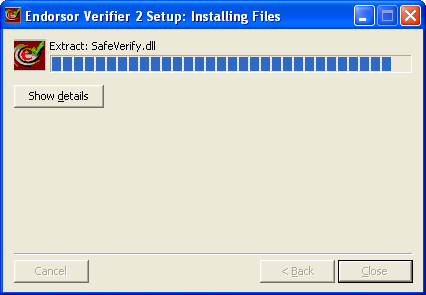 Endorsor Verifier 2 Setup: Installing Files
Extract: SafeVerify.dll
Show details
Cancel
< Back
Close